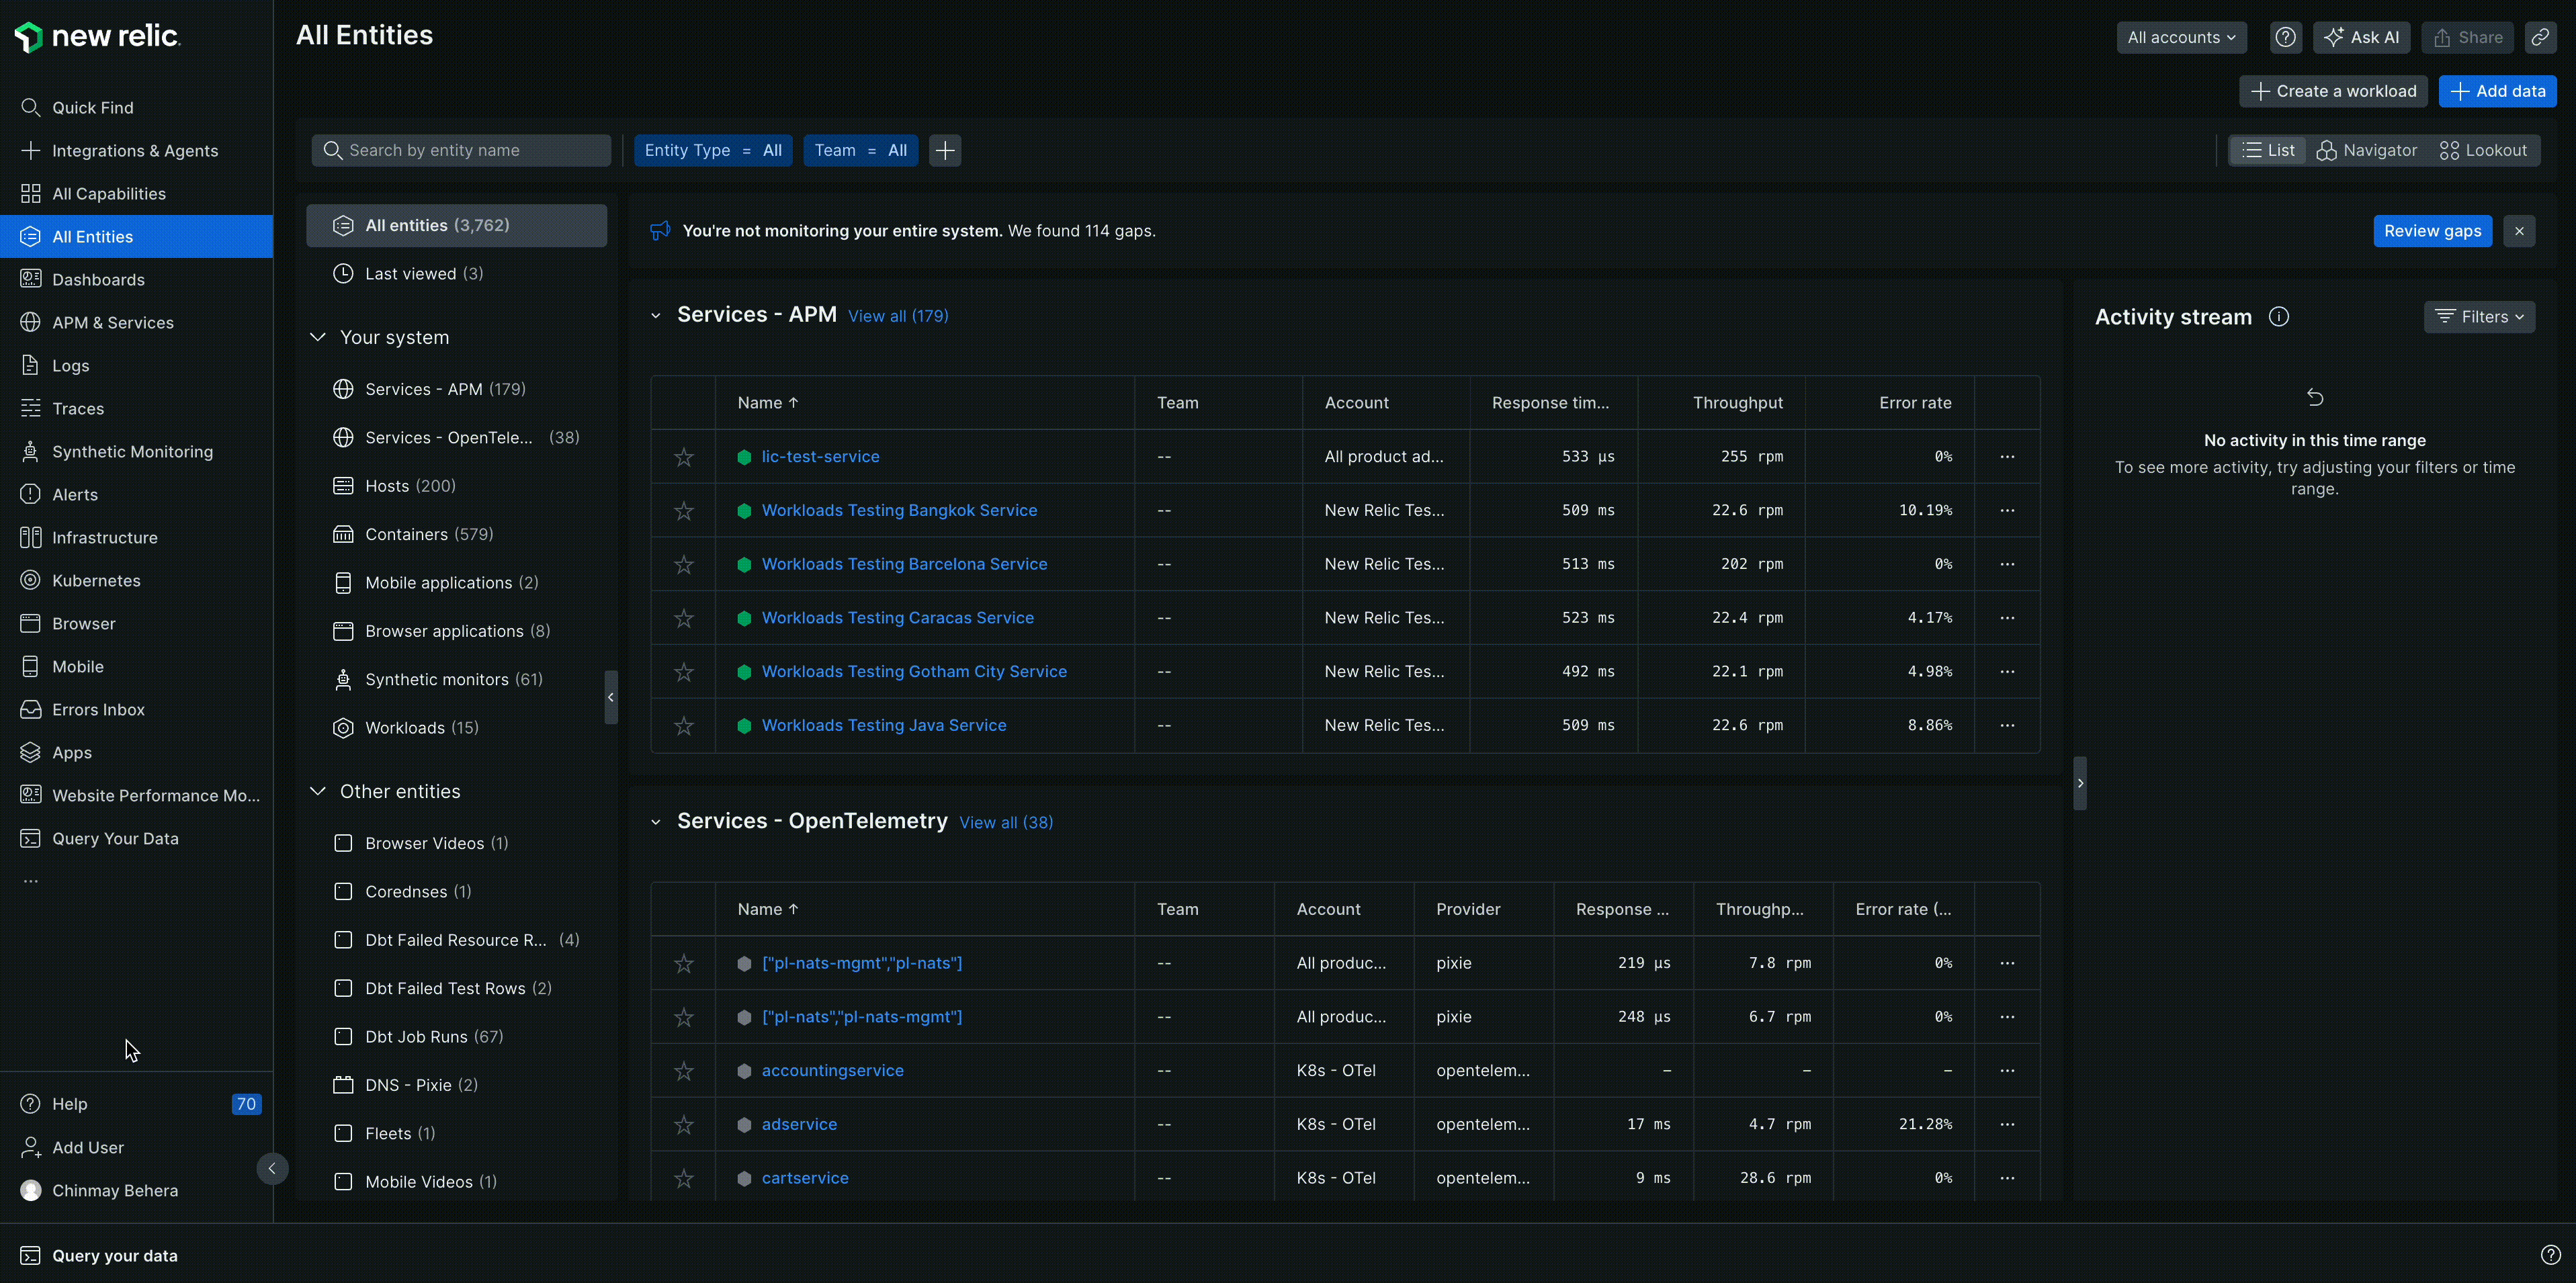 new relic.
Quick Find
Integrations & Agents
All Capabilities
All Entities
Dashboards
APM & Services
Logs
Traces
Synthetic Monitoring
Alerts
Infrastructure
Kubernetes
Browser
Mobile
Errors Inbox
Apps
Website Performance Mo...
Query Your Data
...
Help 70
Add User
Chinmay Behera
All Entities
All accounts
Ask AI
Share
Create a workload
Add data
Search by entity name
Entity Type = All
Team = All
List
Navigator
Lookout
All entities (3,762)
Last viewed (3)
Your system
Services - APM (179)
Services - OpenTele... (38)
Hosts (200)
Containers (579)
Mobile applications (2)
Browser applications (8)
Synthetic monitors (61)
Workloads (15)
Other entities
Browser Videos (1)
Corednses (1)
Dbt Failed Resource R... (4)
Dbt Failed Test Rows (2)
Dbt Job Runs (67)
DNS - Pixie (2)
Fleets (1)
Mobile Videos (1)
You're not monitoring your entire system. We found 114 gaps.
Review gaps
Services - APM View all (179)
Name ↑ Team Account Response tim... Throughput Error rate
lic-test-service -- All product ad... 533 µs 255 rpm 0% ...
Workloads Testing Bangkok Service -- New Relic Tes... 509 ms 22.6 rpm 10.19% ...
Workloads Testing Barcelona Service -- New Relic Tes... 513 ms 202 rpm 0% ...
Workloads Testing Caracas Service -- New Relic Tes... 523 ms 22.4 rpm 4.17% ...
Workloads Testing Gotham City Service -- New Relic Tes... 492 ms 22.1 rpm 4.98% ...
Workloads Testing Java Service -- New Relic Tes... 509 ms 22.6 rpm 8.86% ...
Services - OpenTelemetry View all (38)
Name ↑ Team Account Provider Response ... Throughp... Error rate (...
["pl-nats-mgmt","pl-nats"] -- All produc... pixie 219 µs 7.8 rpm 0% ...
["pl-nats","pl-nats-mgmt"] -- All produc... pixie 248 µs 6.7 rpm 0% ...
accountingservice -- K8s - OTel opentelem... – – – ...
adservice -- K8s - OTel opentelem... 17 ms 4.7 rpm 21.28% ...
cartservice -- K8s - OTel opentelem... 9 ms 28.6 rpm 0% ...
Activity stream
Filters
No activity in this time range
To see more activity, try adjusting your filters or time
range.
Query your data